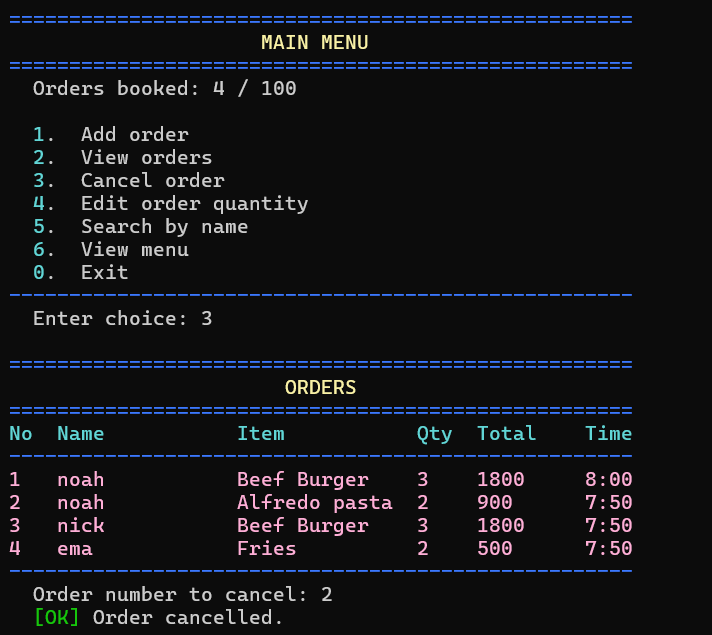 MAIN MENU
Orders booked: 4 / 100
1.  Add order
2.  View orders
3.  Cancel order
4.  Edit order quantity
5.  Search by name
6.  View menu
0.  Exit
Enter choice: 3
ORDERS
No  Name  Item  Qty  Total  Time
1  noah  Beef Burger  3  1800  8:00
2  noah  Alfredo pasta  2  900  7:50
3  nick  Beef Burger  3  1800  7:50
4  ema  Fries  2  500  7:50
Order number to cancel: 2
[OK] Order cancelled.